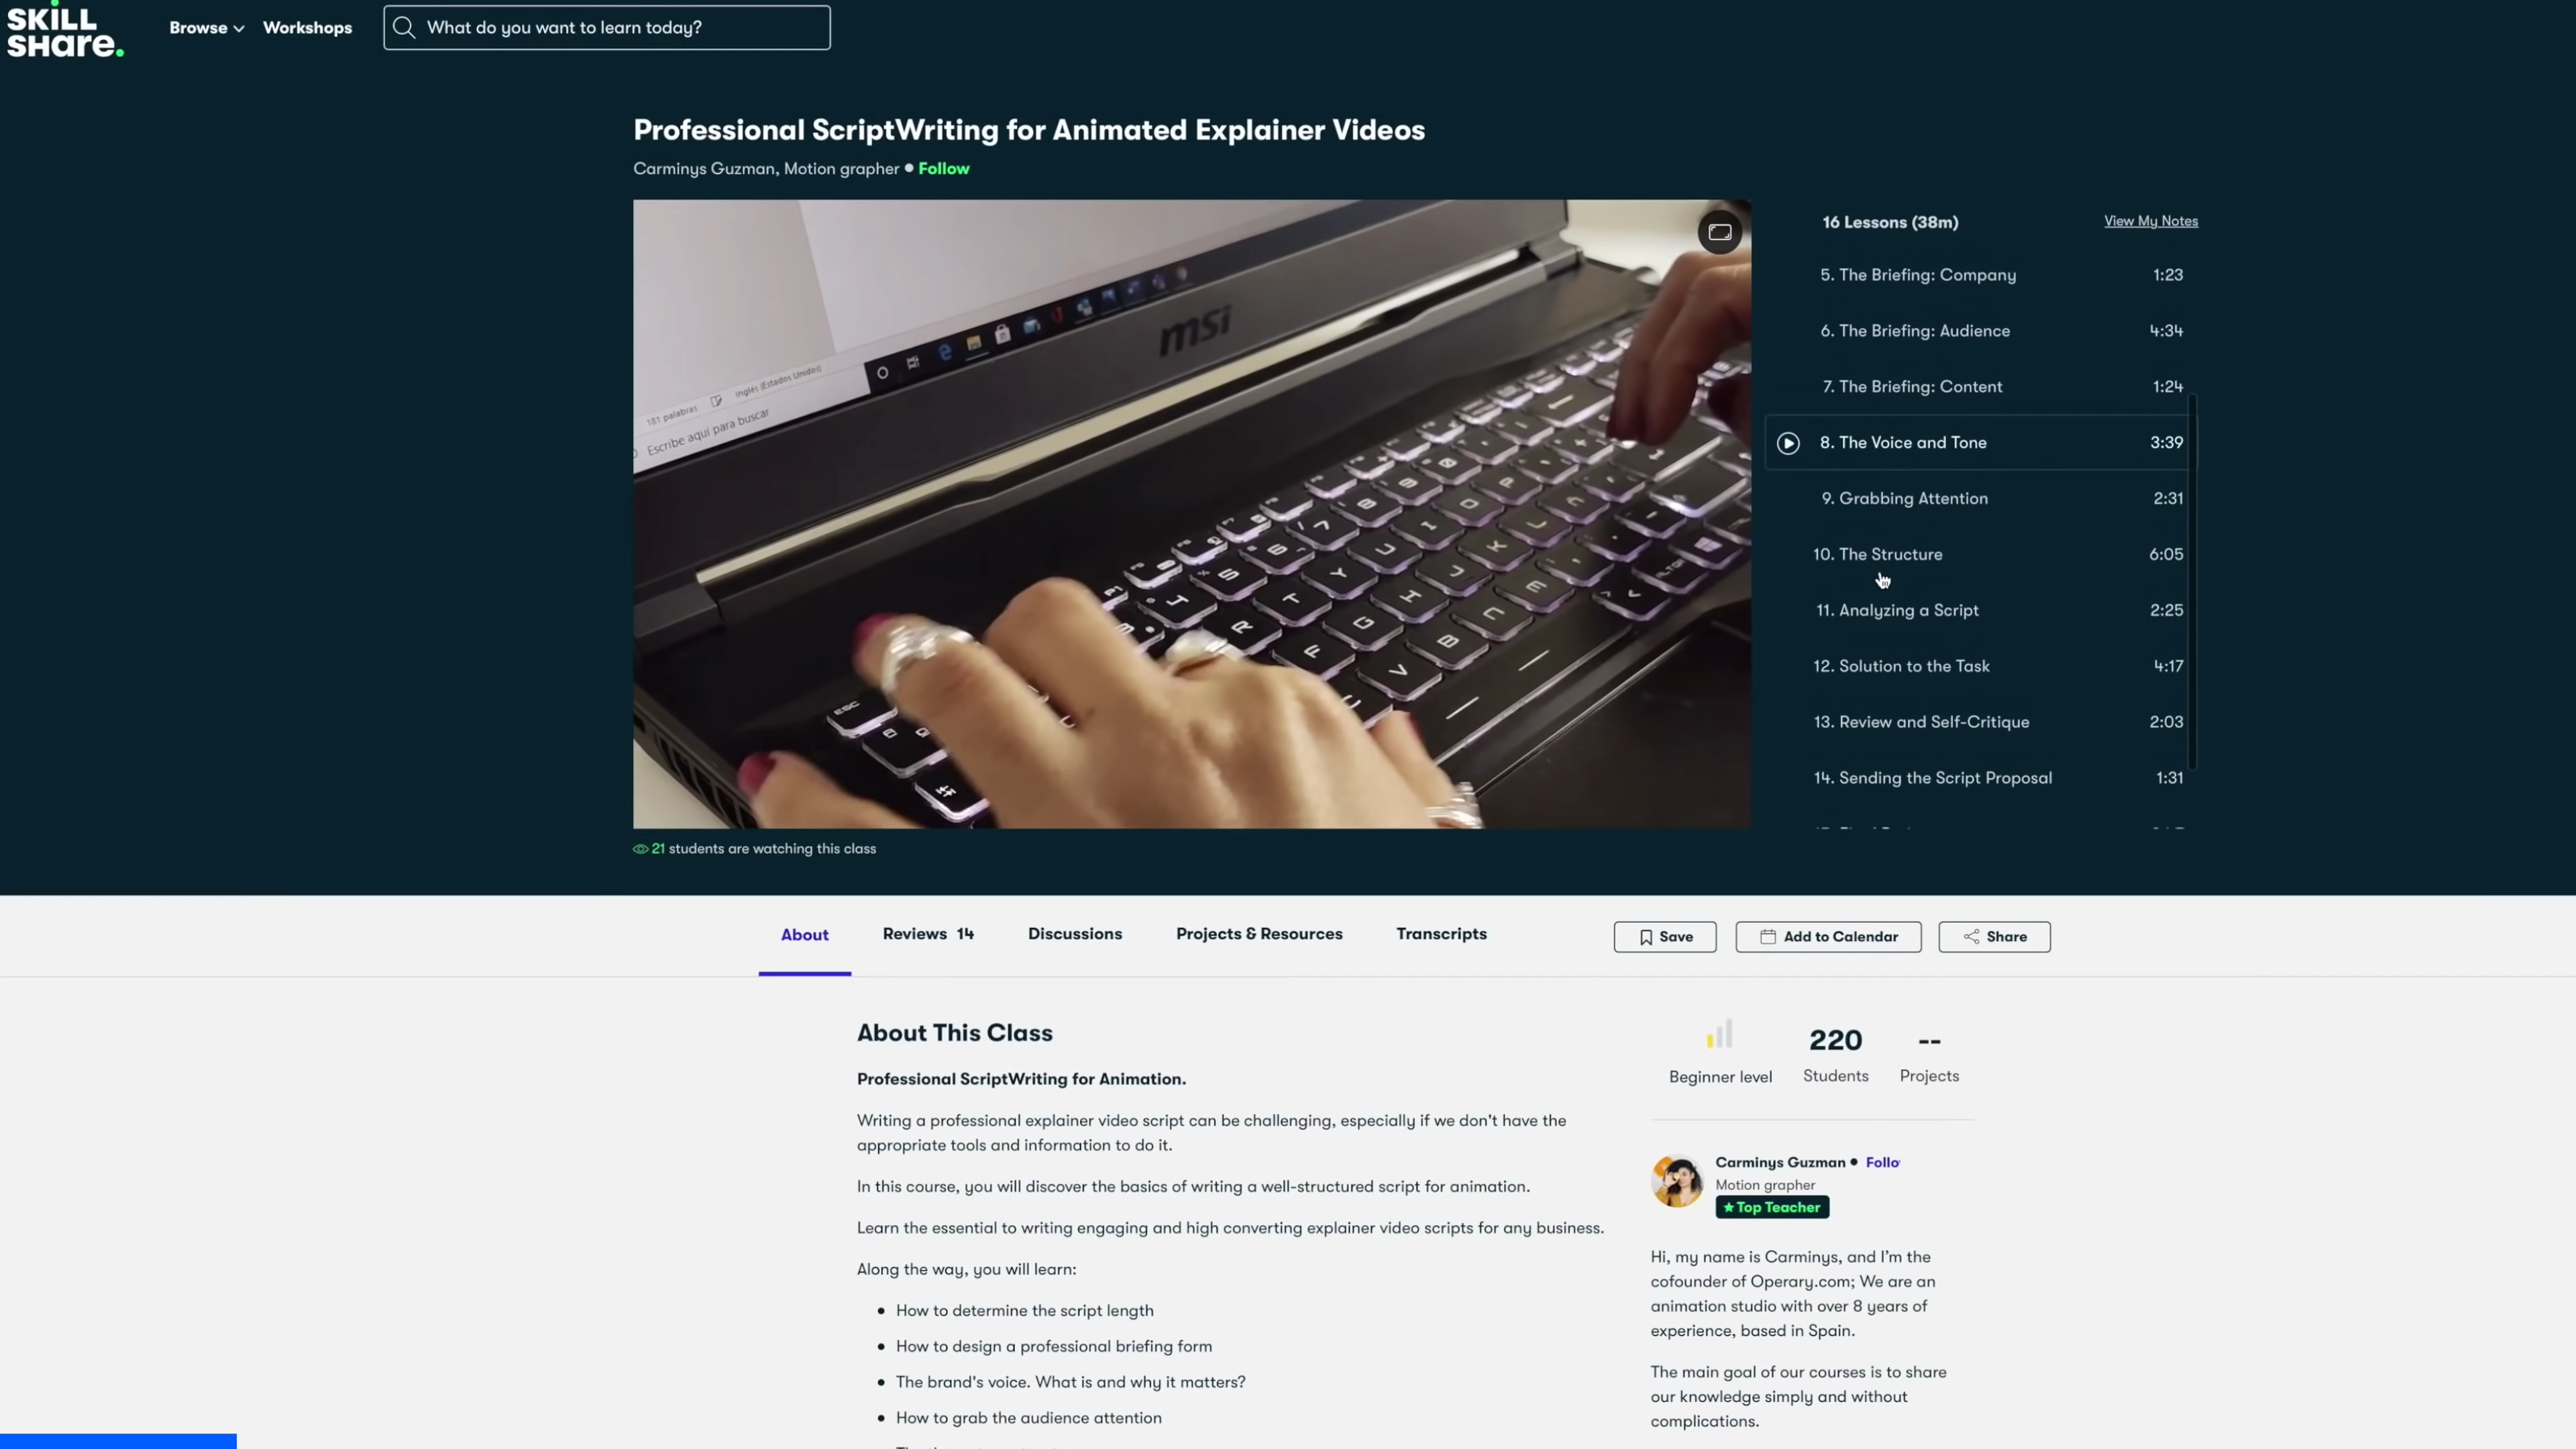 SKILL
SHare.
Browse
Workshops
What do you want to learn today?
Professional ScriptWriting for Animated Explainer Videos
Carminys Guzman, Motion grapher • Follow
msi
181 palabras
Inglés (Estados Unidos)
Escribe aquí para buscar
ESC
16 Lessons (38m)
View My Notes
5. The Briefing: Company 1:23
6. The Briefing: Audience 4:34
7. The Briefing: Content 1:24
8. The Voice and Tone 3:39
9. Grabbing Attention 2:31
10. The Structure 6:05
11. Analyzing a Script 2:25
12. Solution to the Task 4:17
13. Review and Self-Critique 2:03
14. Sending the Script Proposal 1:31
21 students are watching this class
About
Reviews 14
Discussions
Projects & Resources
Transcripts
Save
Add to Calendar
Share
About This Class
Professional ScriptWriting for Animation.
Writing a professional explainer video script can be challenging, especially if we don't have the
appropriate tools and information to do it.
In this course, you will discover the basics of writing a well-structured script for animation.
Learn the essential to writing engaging and high converting explainer video scripts for any business.
Along the way, you will learn:
• How to determine the script length
• How to design a professional briefing form
• The brand's voice. What is and why it matters?
• How to grab the audience attention
Beginner level
220
Students
--
Projects
Carminys Guzman • Follo
Motion grapher
Top Teacher
Hi, my name is Carminys, and I'm the
cofounder of Operary.com; We are an
animation studio with over 8 years of
experience, based in Spain.
The main goal of our courses is to share
our knowledge simply and without
complications.